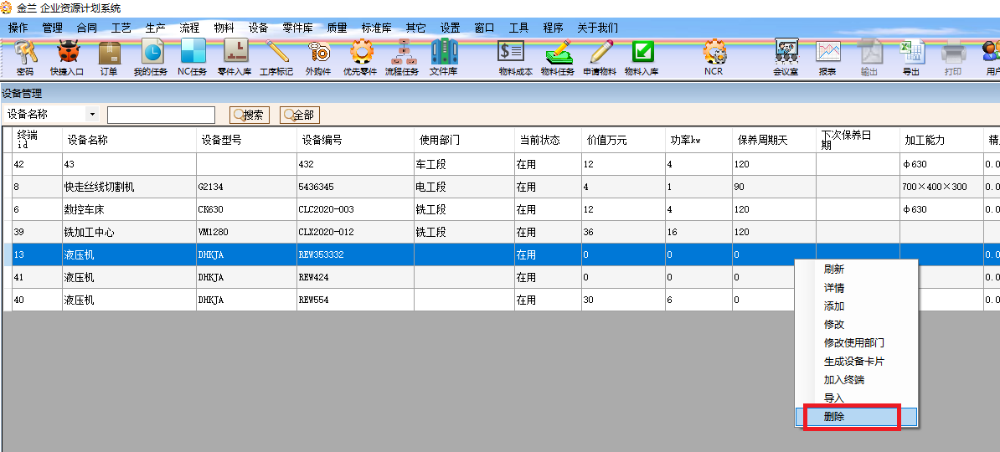 金兰 企业资源计划系统
操作 管理 合同 工艺 生产 流程 物料 设备 零件库 质量 标准库 其它 设置 窗口 工具 程序 关于我们
密码 快捷入口 订单 我的任务 NC任务 零件入库 工序标记 外购件 优先零件 流程任务 文件库 物料成本 物料任务 申请物料 物料入库 NCR 会议室 报表 输出 导出 打印 用户
设备管理
设备名称 搜索 全部
终端id 设备名称 设备型号 设备编号 使用部门 当前状态 价值万元 功率kw 保养周期天 下次保养日期 加工能力 精
42 43 432 车工段 在用 12 4 120 φ630 0.0
8 快走丝线切割机 G2134 5436345 电工段 在用 4 1 90 700×400×300 0.0
6 数控车床 CK630 CLC2020-003 铣工段 在用 12 4 120 φ630 0.0
39 铣加工中心 VM1280 CLX2020-012 铣工段 在用 36 16 120
13 液压机 DHKJA REW353332 在用 0 0 0 0.0
41 液压机 DHKJA REW424 在用 0 0 0 0.0
40 液压机 DHKJA REW554 在用 30 6 0 0.0
刷新
详情
添加
修改
修改使用部门
生成设备卡片
加入终端
导入
删除